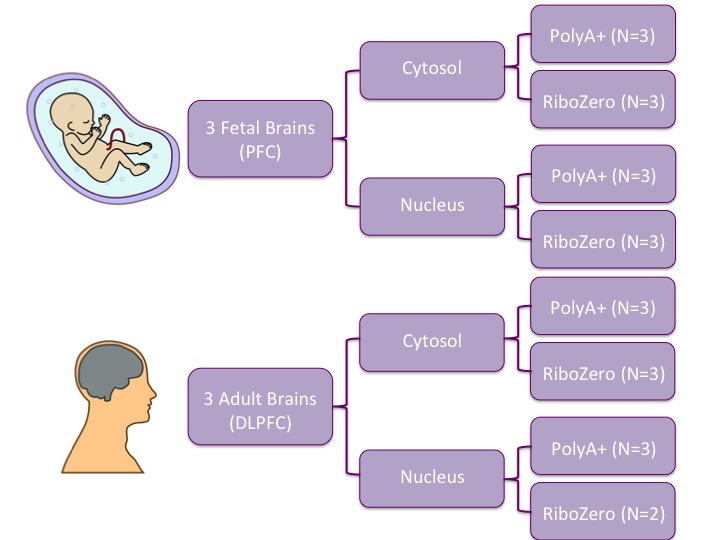 3 Fetal Brains
(PFC)
Cytosol
PolyA+ (N=3)
RiboZero (N=3)
Nucleus
PolyA+ (N=3)
RiboZero (N=3)
3 Adult Brains
(DLPFC)
Cytosol
PolyA+ (N=3)
RiboZero (N=3)
Nucleus
PolyA+ (N=3)
RiboZero (N=2)